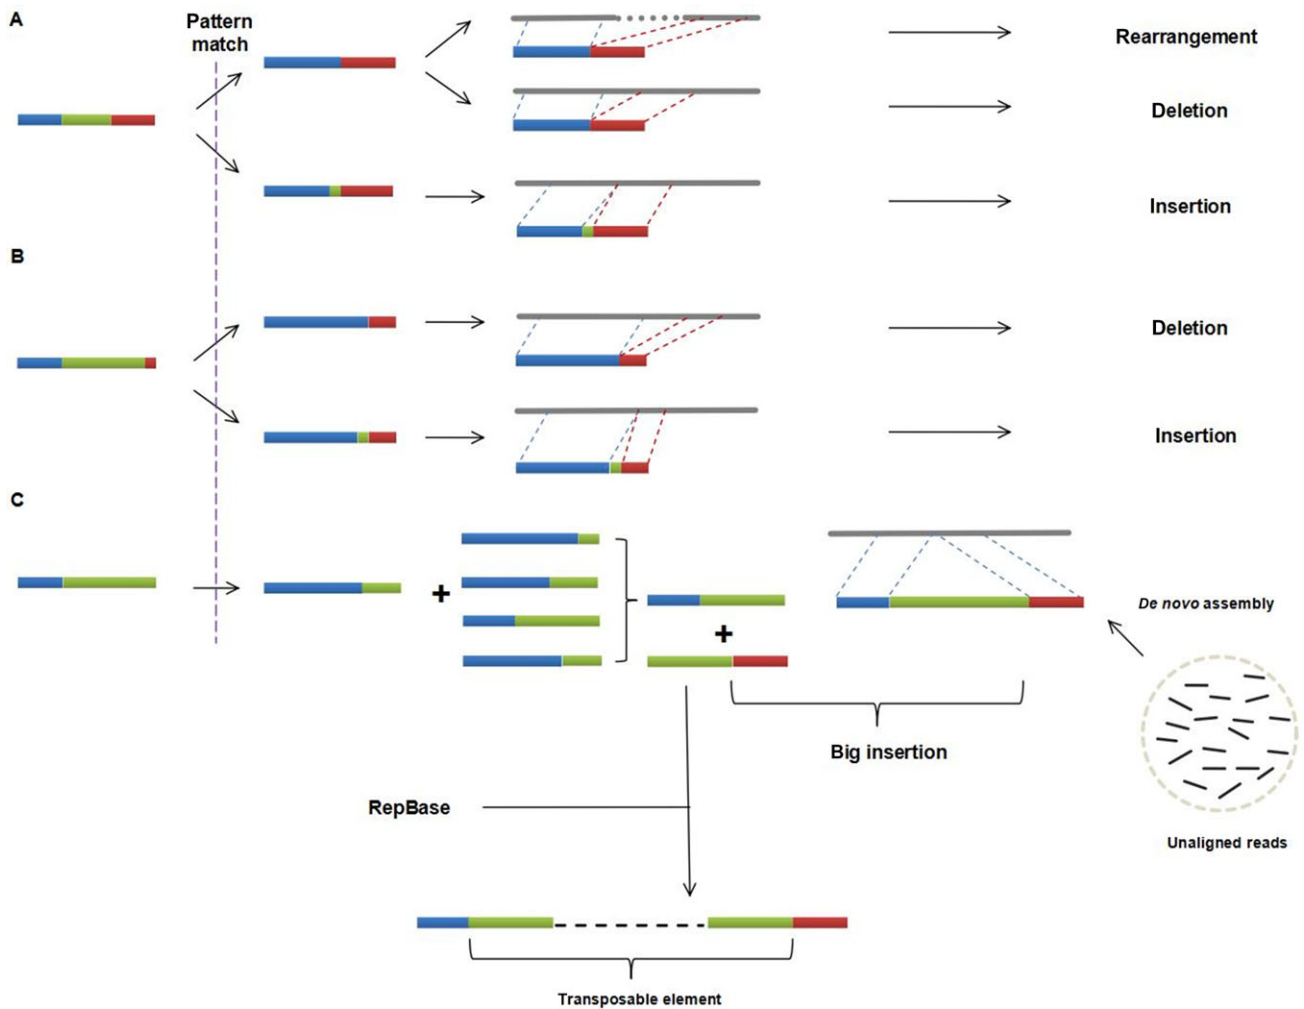 A
Pattern
match
Rearrangement
Deletion
Insertion
B
Deletion
Insertion
C
+
+
De novo assembly
Big insertion
RepBase
Unaligned reads
Transposable element